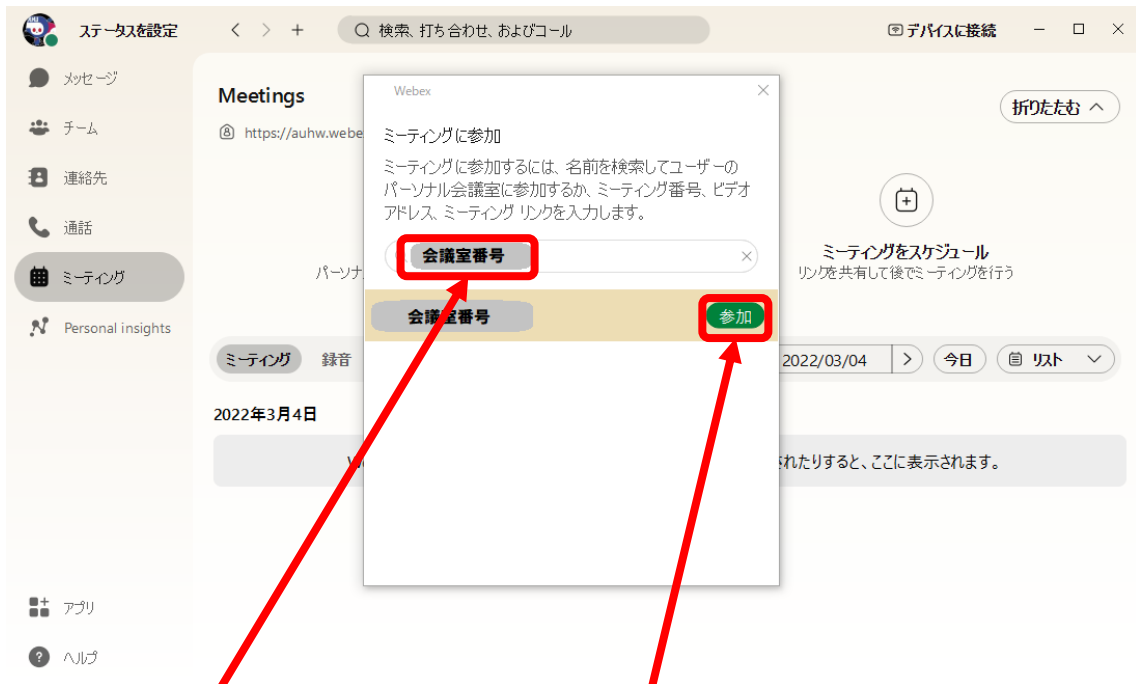 ステータスを設定
検索、打ち合わせ、およびコール
デバイスに接続
メッセージ
チーム
連絡先
通話
ミーティング
Personal insights
アプリ
ヘルプ
Meetings
https://auhw.webe
折りたたむ
パーソナ
ミーティングをスケジュール
リンクを共有して後でミーティングを行う
Webex
ミーティングに参加
ミーティングに参加するには、名前を検索してユーザーの
パーソナル会議室に参加するか、ミーティング番号、ビデオ
アドレス、ミーティング リンクを入力します。
会議室番号
会議室番号
参加
ミーティング
録音
2022/03/04
今日
リスト
2022年3月4日
されたりすると、ここに表示されます。